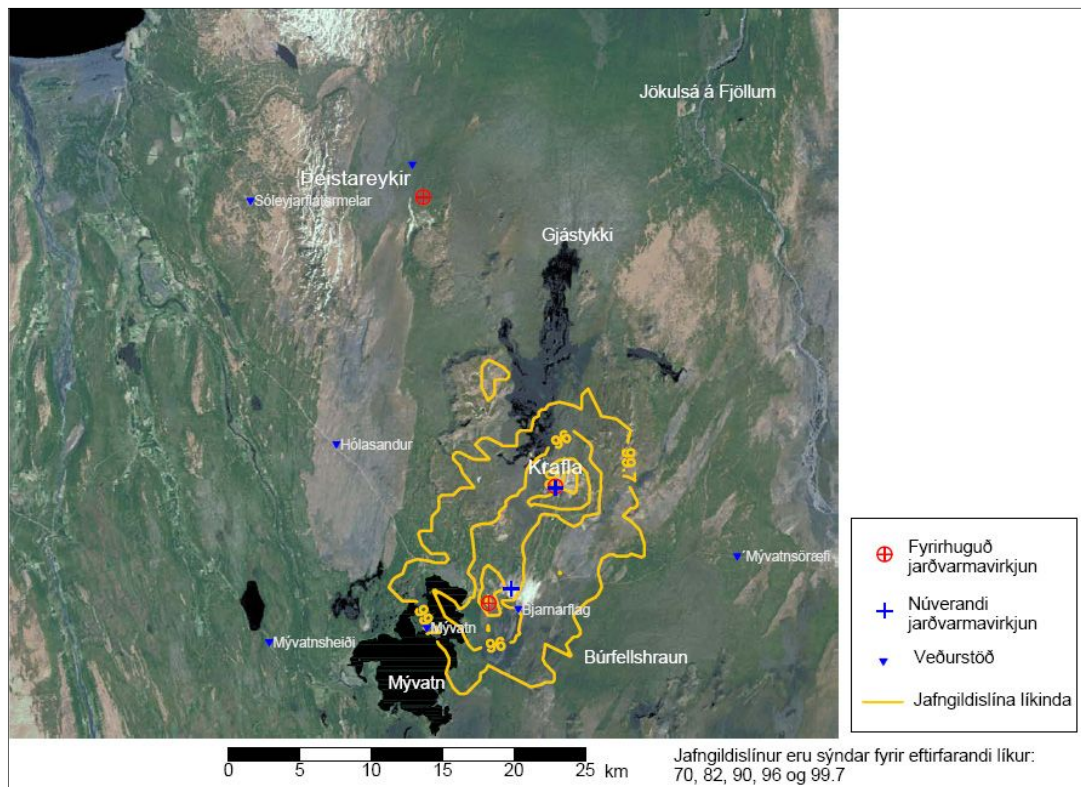 Jökulsá á Fjöllum
Þeistareykir
Sóleyjarflatarmelar
Gjástykki
Hólasandur
96
99.7
Krafla
Mývatnsöræfi
Bjarnarflag
Mývatn
99.
96
Mývatnsheiði
Búrfellshraun
Mývatn
Fyrirhuguð
jarðvarmavirkjun
Núverandi
jarðvarmavirkjun
Veðurstöð
Jafngildislína líkinda
0 5 10 15 20 25
km
Jafngildislínur eru sýndar fyrir eftirfarandi líkur:
70, 82, 90, 96 og 99.7